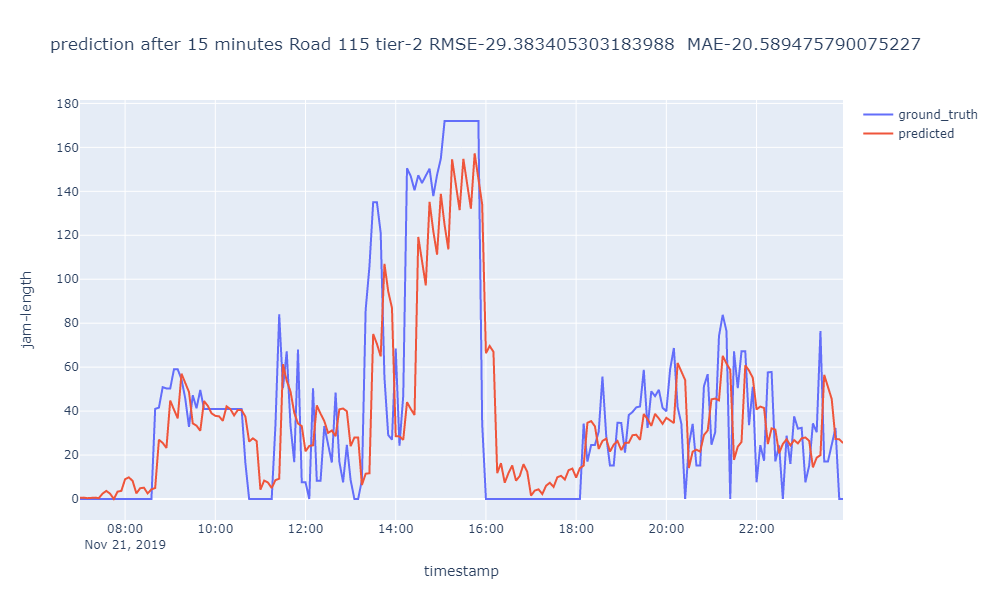 prediction after 15 minutes Road 115 tier-2 RMSE-29.383405303183988  MAE-20.589475790075227
ground_truth
predicted
jam-length
180
160
140
120
100
80
60
40
20
0
08:00 10:00 12:00 14:00 16:00 18:00 20:00 22:00
Nov 21, 2019
timestamp